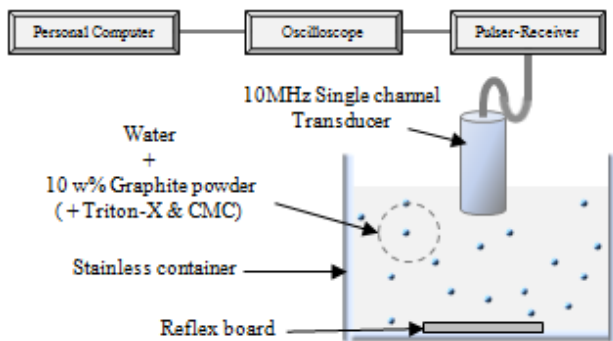 Personal Computer
Oscilloscope
Pulser-Receiver
10MHz Single channel
Transducer
Water
+
10 w% Graphite powder
(+Triton-X & CMC)
Stainless container
Reflex board